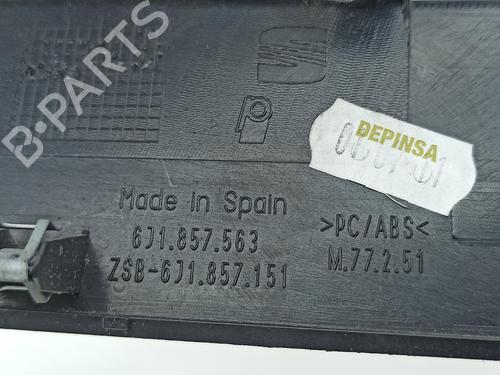 B-PARTS
DEPINSA
Made in Spain
6J1.857.563
ZSB-6J1.857.151
>PC/ABS<
M.77.2.51